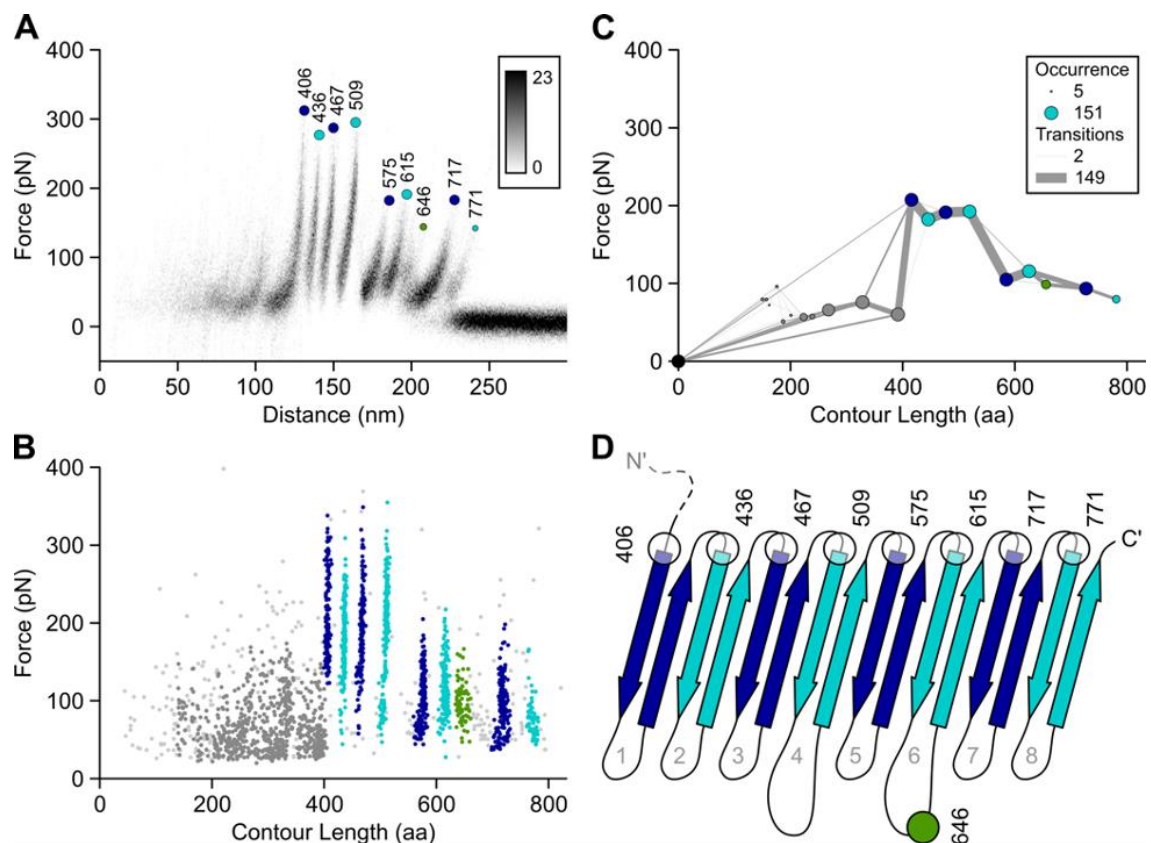 A
Force (pN)
400
300
200
100
0
406
436
467
509
575
615
646
717
771
23
0
0 50 100 150 200 250
Distance (nm)
C
Force (pN)
400
300
200
100
0
Occurrence
5
151
Transitions
2
149
0 200 400 600 800
Contour Length (aa)
B
Force (pN)
400
300
200
100
0
0 200 400 600 800
Contour Length (aa)
D
N'
406
436
467
509
575
615
717
771
C'
1 2 3 4 5 6 7 8
646